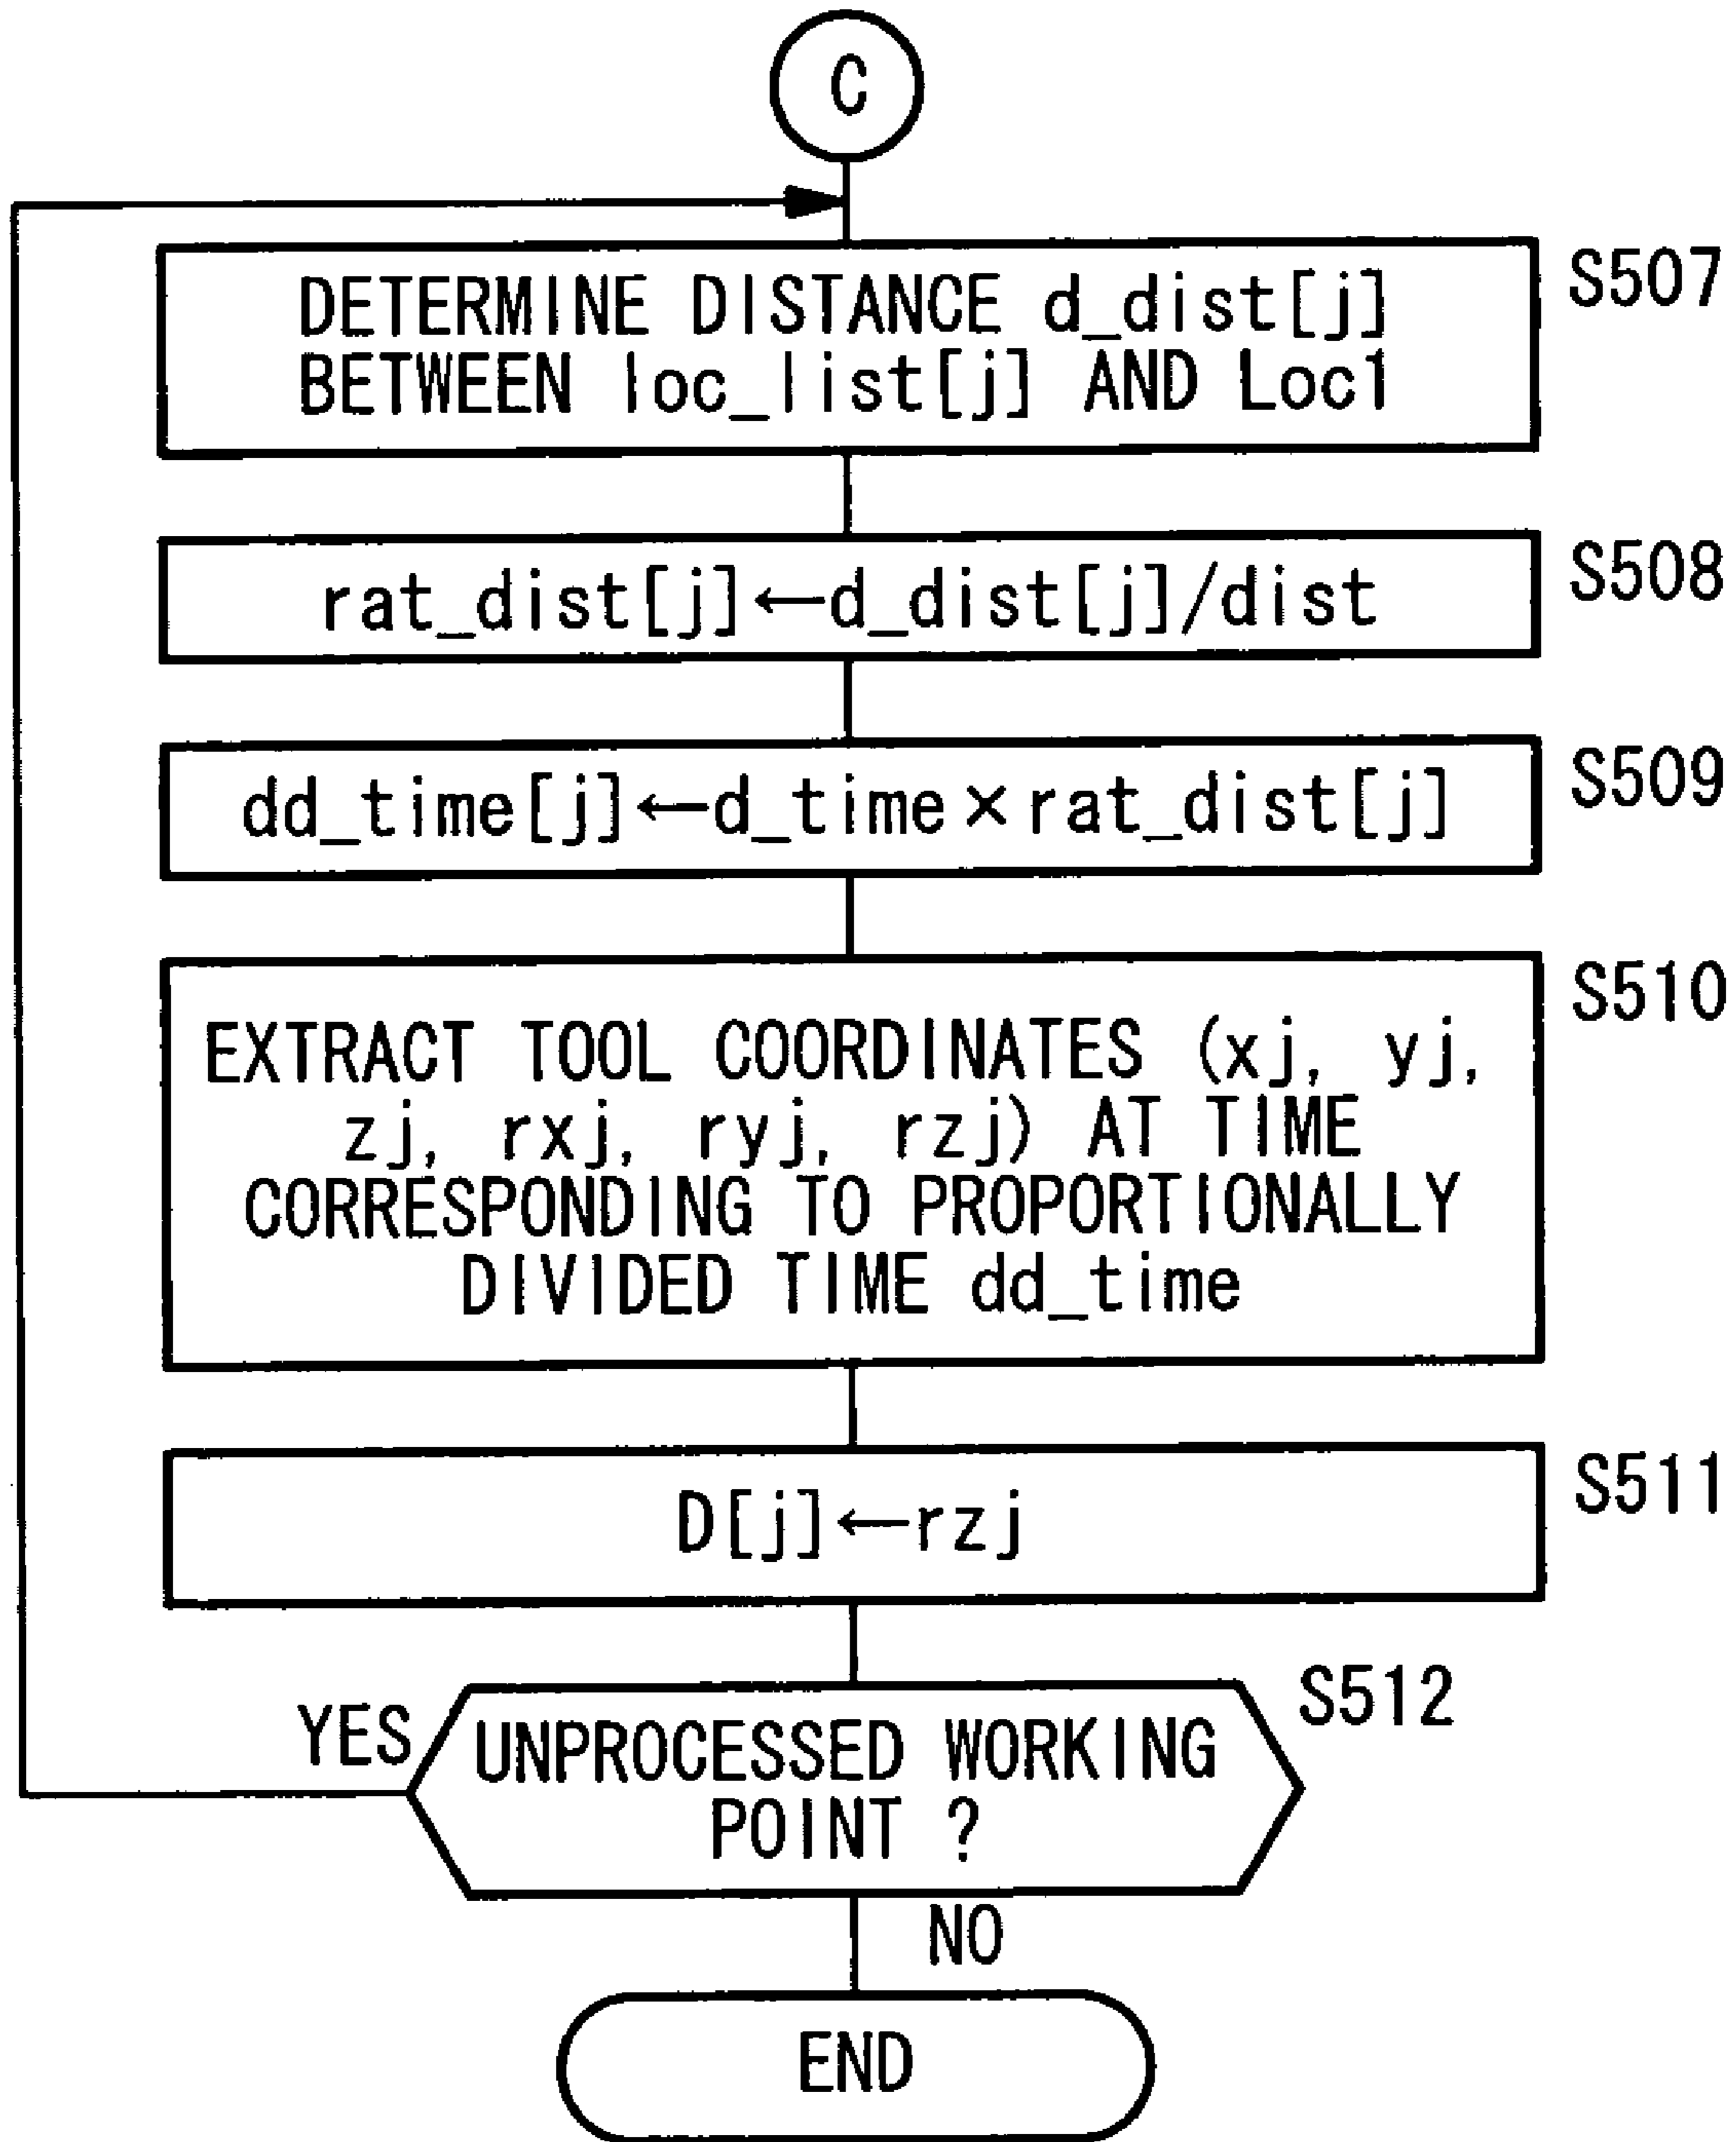 C
DETERMINE DISTANCE d_dist[j]
BETWEEN loc_list[j] AND Loc1
S507
rat_dist[j]←d_dist[j]/dist
S508
dd_time[j]←d_time×rat_dist[j]
S509
EXTRACT TOOL COORDINATES (xj, yj,
zj, rxj, ryj, rzj) AT TIME
CORRESPONDING TO PROPORTIONALLY
DIVIDED TIME dd_time
S510
D[j]←rzj
S511
S512
YES
UNPROCESSED WORKING
POINT ?
NO
END